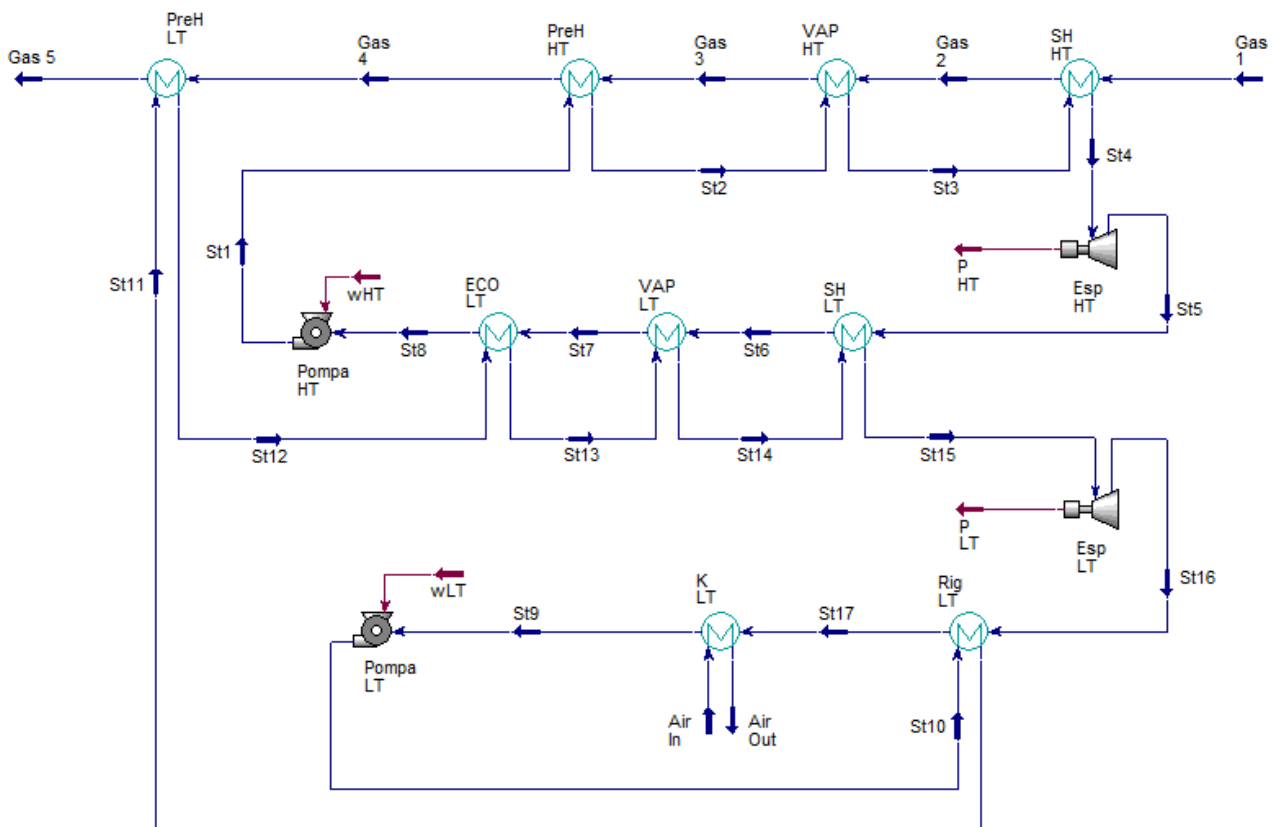 PreH
LT
Gas 5
Gas
4
PreH
HT
Gas
3
VAP
HT
Gas
2
SH
HT
Gas
1
St2
St3
St4
St1
St11
wHT
ECO
LT
VAP
LT
SH
LT
P
HT
Esp
HT
St5
Pompa
HT
St8
St7
St6
St12
St13
St14
St15
P
LT
Esp
LT
St16
wLT
St9
K
LT
St17
Rig
LT
Pompa
LT
Air
In
Air
Out
St10